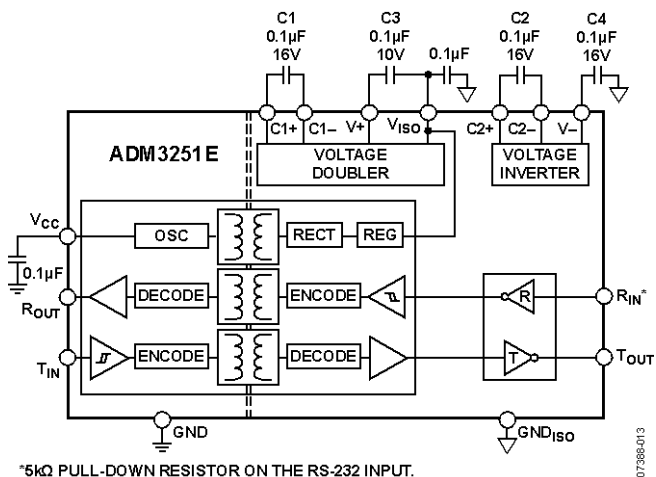 C1
0.1µF
16V
C3
0.1µF
10V
0.1µF
C2
0.1µF
16V
C4
0.1µF
16V
C1+
C1–
V+
VISO
C2+
C2–
V–
ADM3251E
VOLTAGE
DOUBLER
VOLTAGE
INVERTER
VCC
0.1µF
OSC
RECT
REG
ROUT
DECODE
ENCODE
R
RIN*
TIN
ENCODE
DECODE
T
TOUT
GND
GNDISO
*5kΩ PULL-DOWN RESISTOR ON THE RS-232 INPUT.
07388-013